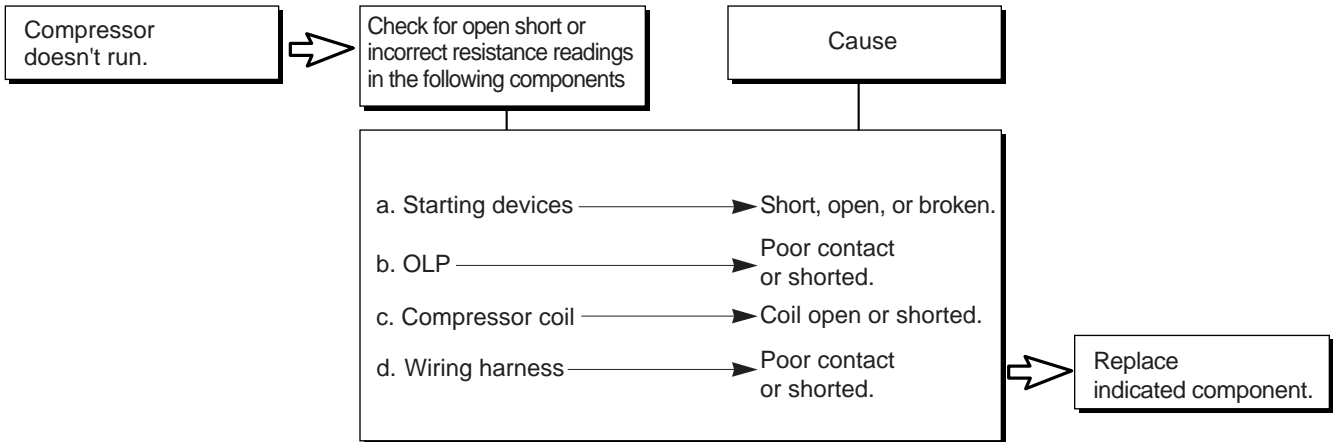 Compressor
doesn't run.
Check for open short or
incorrect resistance readings
in the following components
Cause
a. Starting devices
Short, open, or broken.
b. OLP
Poor contact
or shorted.
c. Compressor coil
Coil open or shorted.
d. Wiring harness
Poor contact
or shorted.
Replace
indicated component.